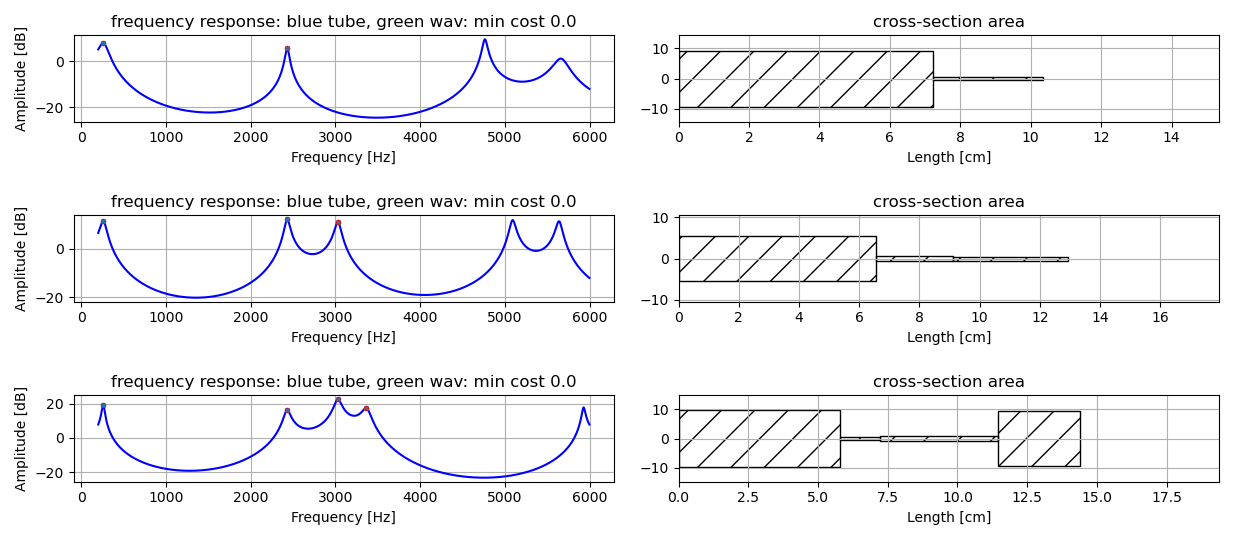 frequency response: blue tube, green wav: min cost 0.0
Amplitude [dB]
0
−20
0 1000 2000 3000 4000 5000 6000
Frequency [Hz]
cross-section area
10
0
−10
0 2 4 6 8 10 12 14
Length [cm]
frequency response: blue tube, green wav: min cost 0.0
Amplitude [dB]
0
−20
0 1000 2000 3000 4000 5000 6000
Frequency [Hz]
cross-section area
10
0
−10
0 2 4 6 8 10 12 14 16
Length [cm]
frequency response: blue tube, green wav: min cost 0.0
Amplitude [dB]
20
0
−20
0 1000 2000 3000 4000 5000 6000
Frequency [Hz]
cross-section area
10
0
−10
0.0 2.5 5.0 7.5 10.0 12.5 15.0 17.5
Length [cm]